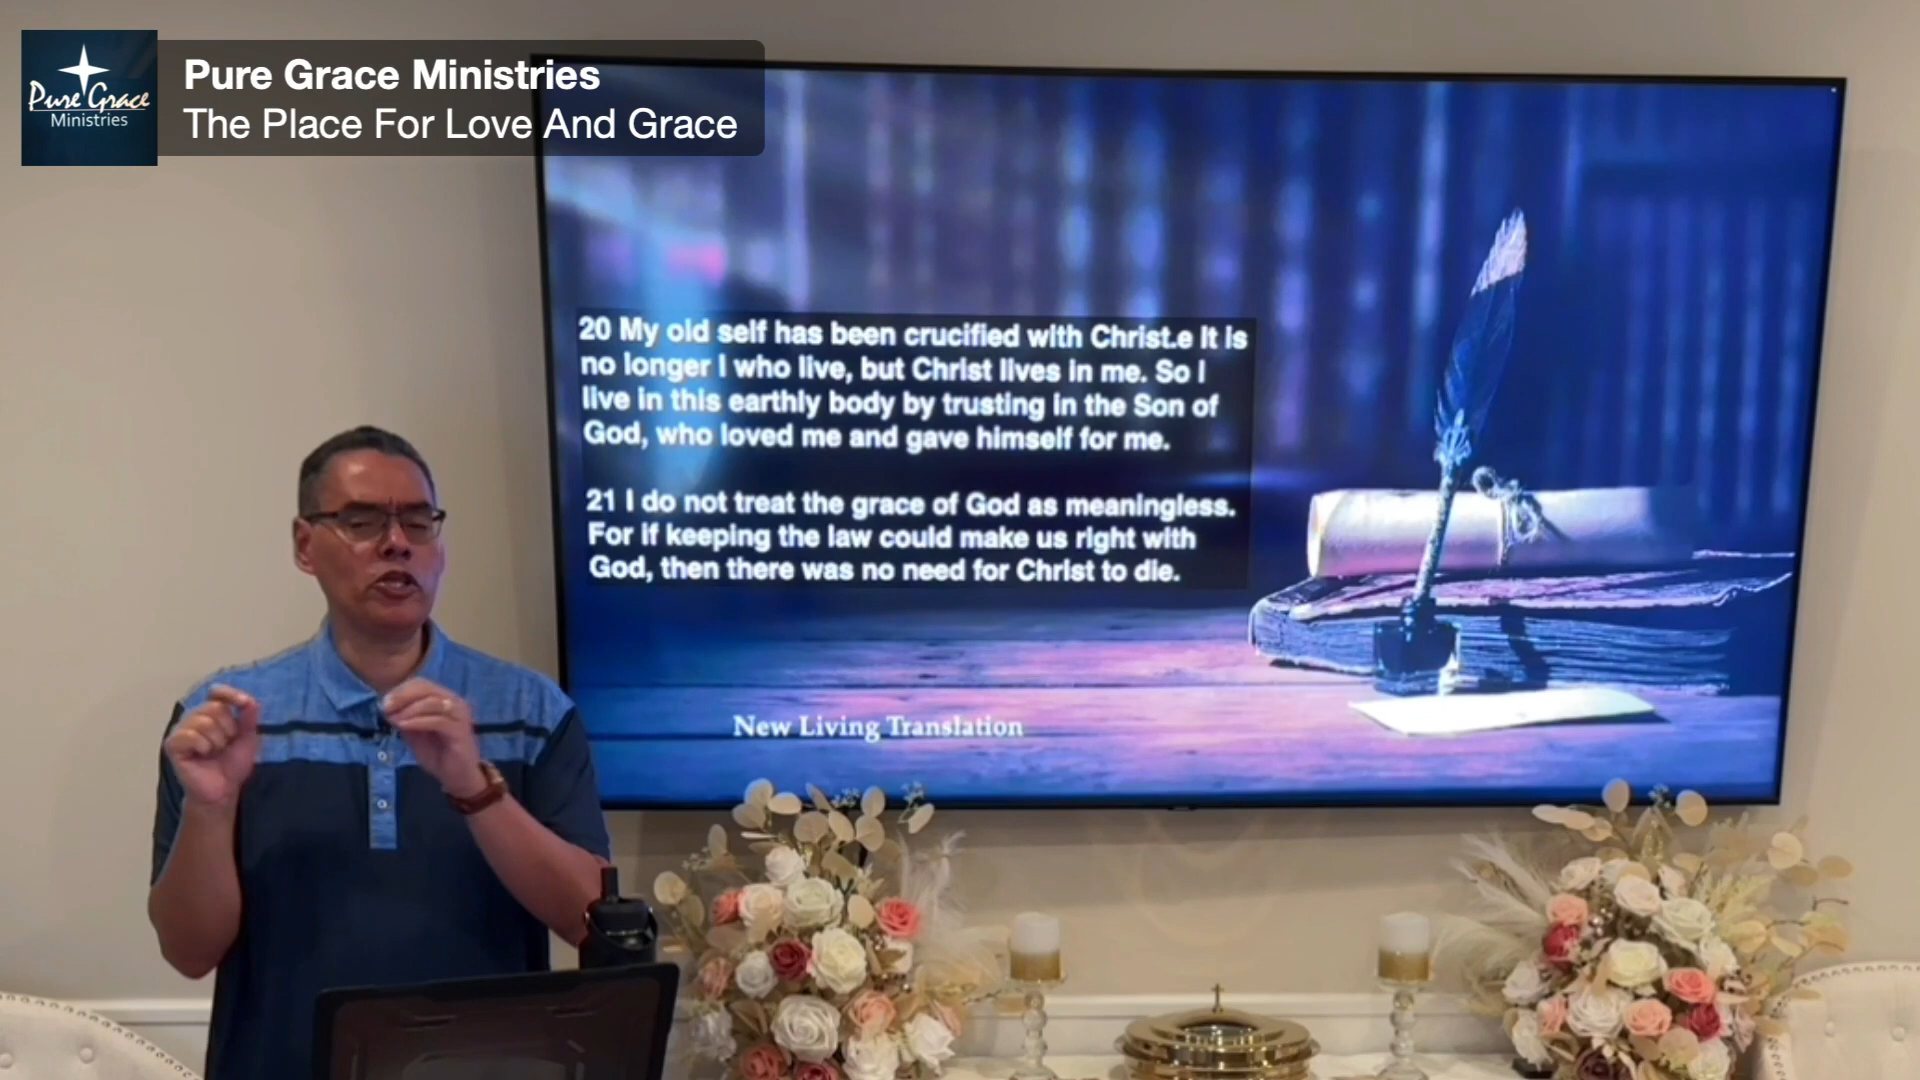 Pure Grace
Ministries
Pure Grace Ministries
The Place For Love And Grace
20 My old self has been crucified with Christ.e It is
no longer I who live, but Christ lives in me. So I
live in this earthly body by trusting in the Son of
God, who loved me and gave himself for me.
21 I do not treat the grace of God as meaningless.
For if keeping the law could make us right with
God, then there was no need for Christ to die.
New Living Translation